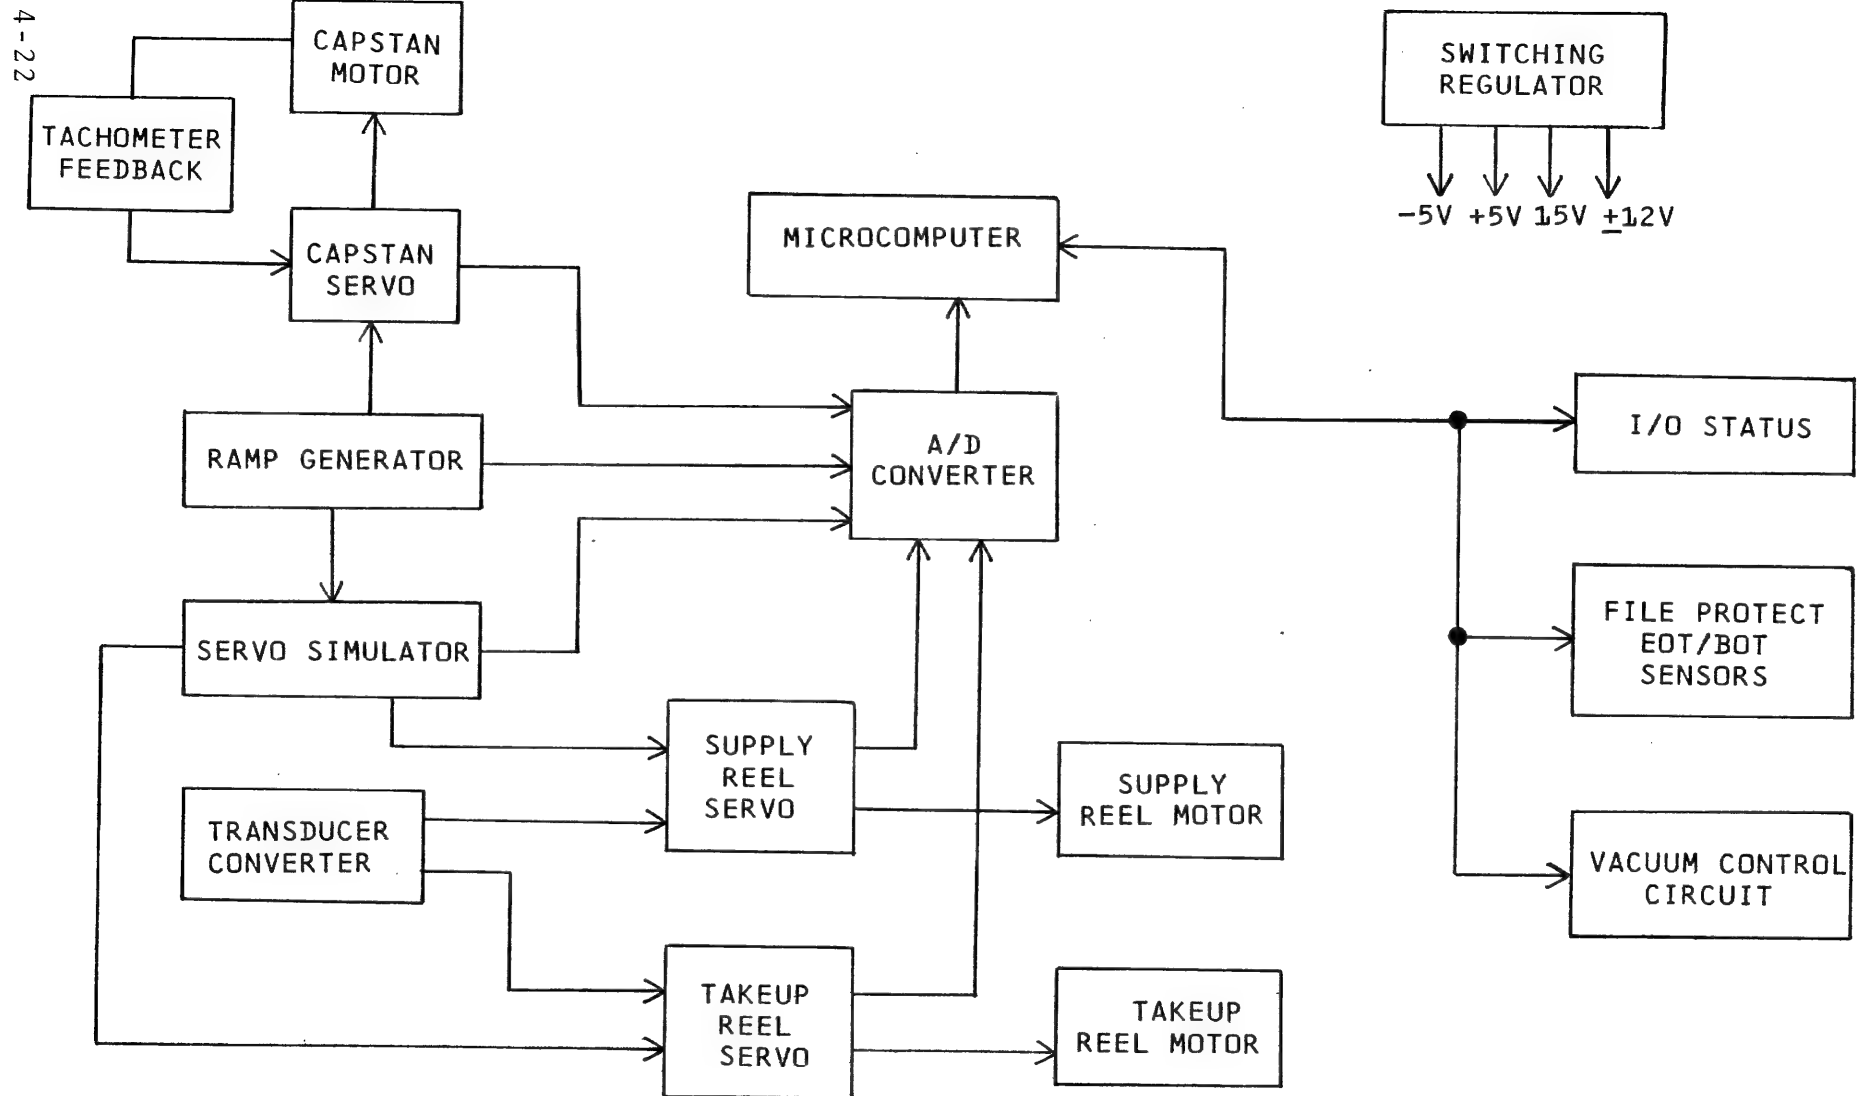 4-22
CAPSTAN
MOTOR
SWITCHING
REGULATOR
TACHOMETER
FEEDBACK
-5V +5V 15V ±12V
CAPSTAN
SERVO
MICROCOMPUTER
RAMP GENERATOR
A/D
CONVERTER
I/O STATUS
SERVO SIMULATOR
FILE PROTECT
EOT/BOT
SENSORS
SUPPLY
REEL
SERVO
SUPPLY
REEL MOTOR
TRANSDUCER
CONVERTER
VACUUM CONTROL
CIRCUIT
TAKEUP
REEL
SERVO
TAKEUP
REEL MOTOR